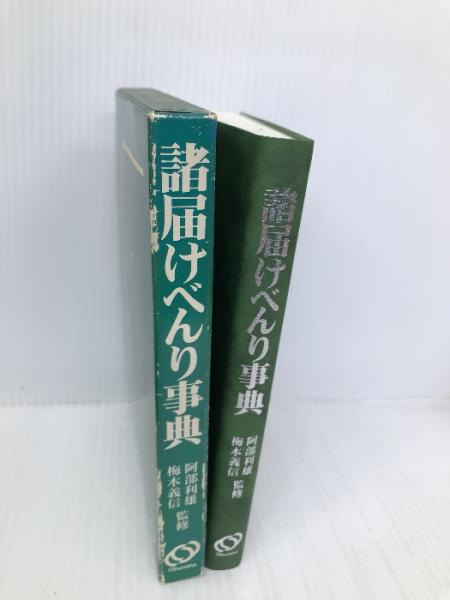 諸届けべんり事典
阿部利雄
梅本義信
監修
Obunsha
諸届けべんり事典
阿部利雄
梅本義信
監修